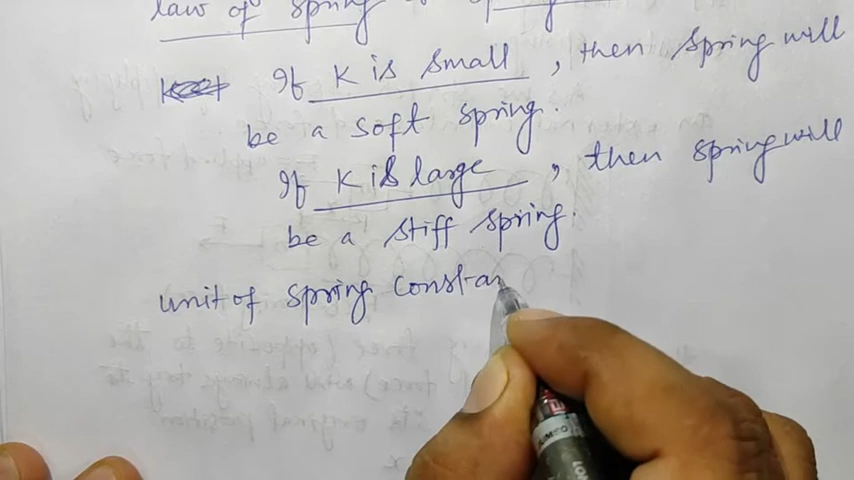 law of spring
If K is small, then spring will
be a soft spring.
If K is large, then spring will
be a stiff spring.
unit of spring constan